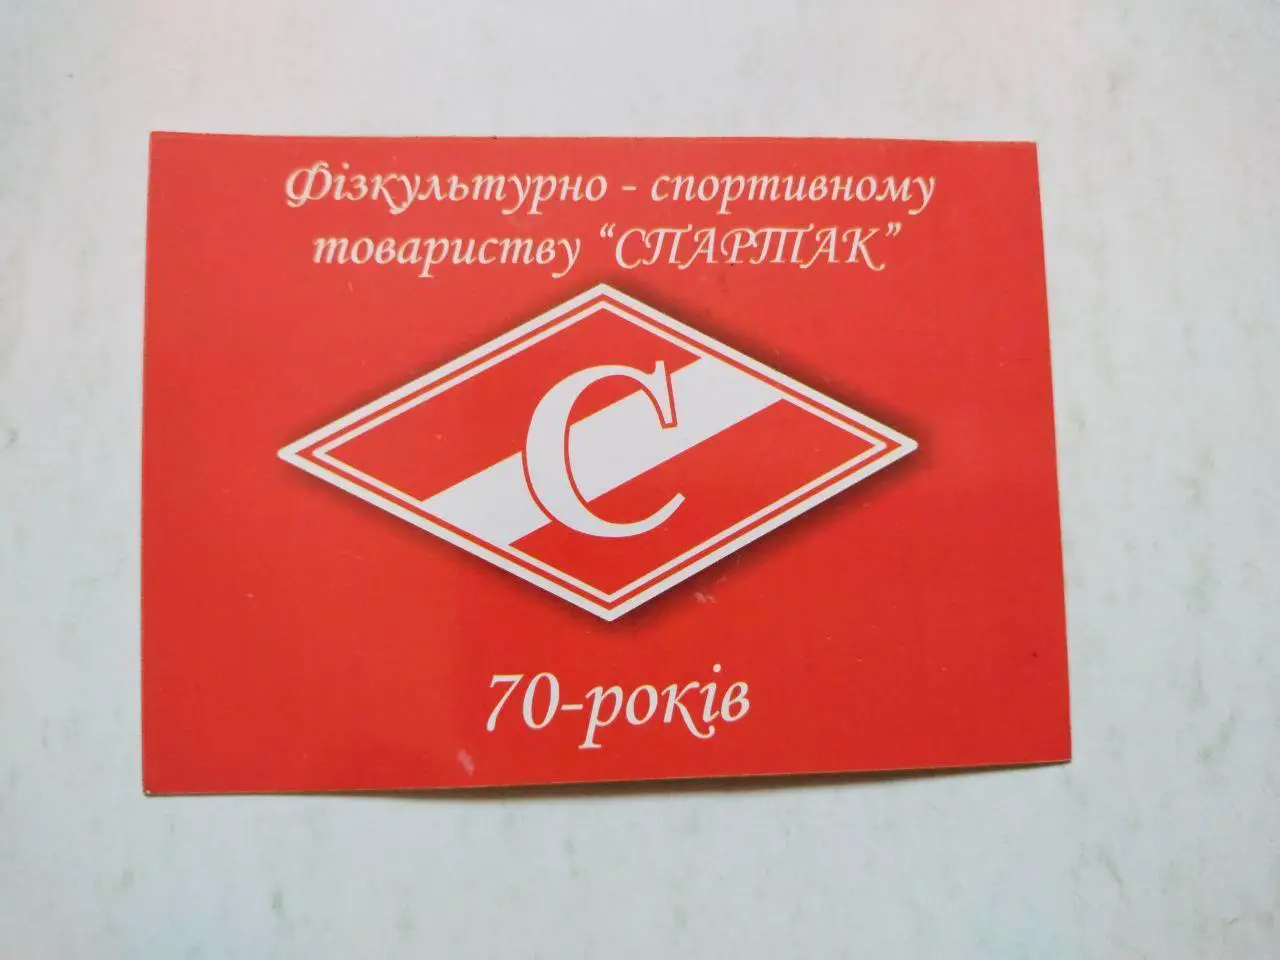 Фізкультурно - спортивному
товариству “СПАРТАК”
С
70-років